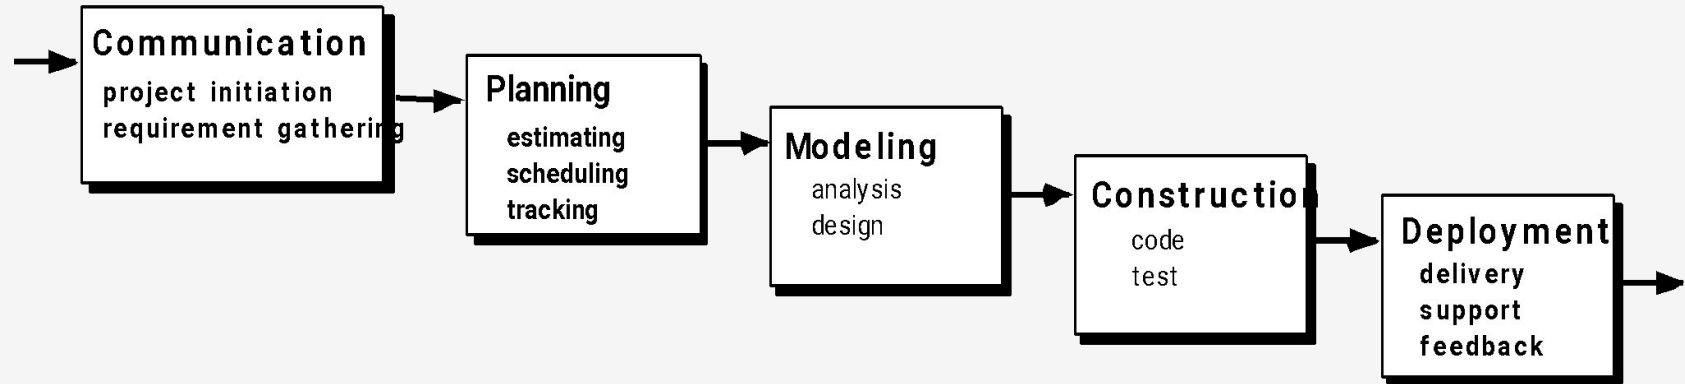 Communication
project initiation
requirement gathering
Planning
estimating
scheduling
tracking
Modeling
analysis
design
Construction
code
test
Deployment
delivery
support
feedback